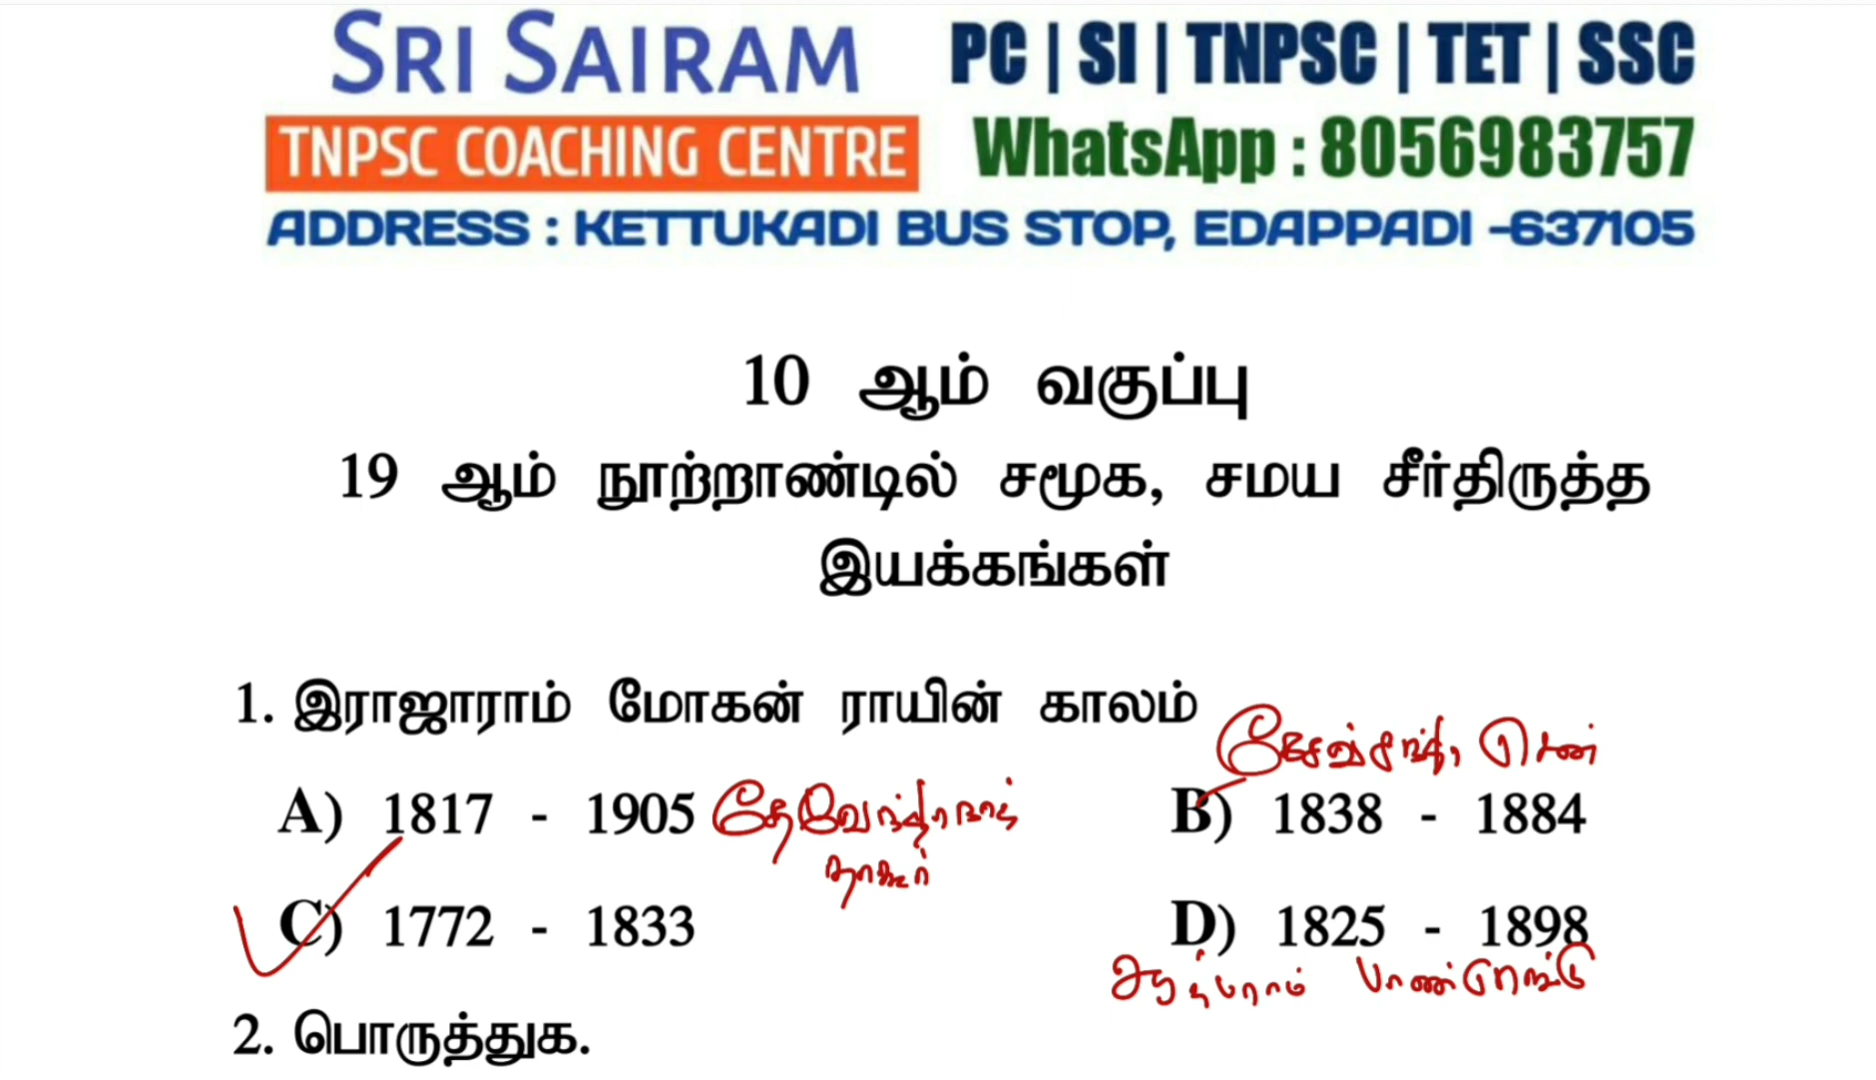 SRI SAIRAM
PC | SI | TNPSC | TET | SSC
TNPSC COACHING CENTRE
WhatsApp : 8056983757
ADDRESS : KETTUKADI BUS STOP, EDAPPADI -637105
10 ஆம் வகுப்பு
19 ஆம் நூற்றாண்டில் சமூக, சமய சீர்திருத்த
இயக்கங்கள்
1. இராஜாராம் மோகன் ராயின் காலம்
சென்
A) 1817 - 1905 தேவேந்திரநாத்
B) 1838 - 1884
தாகூர்
C) 1772 - 1833
D) 1825 - 1898
பாண்டுரங்
2. பொருத்துக.